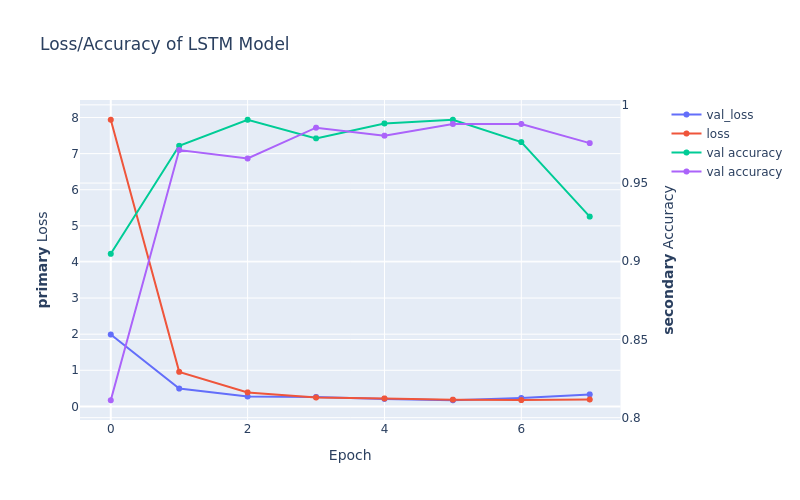 Loss/Accuracy of LSTM Model
8
7
6
5
4
3
2
1
0
primary Loss
0
2
4
6
Epoch
1
0.95
0.9
0.85
0.8
secondary Accuracy
val_loss
loss
val accuracy
val accuracy